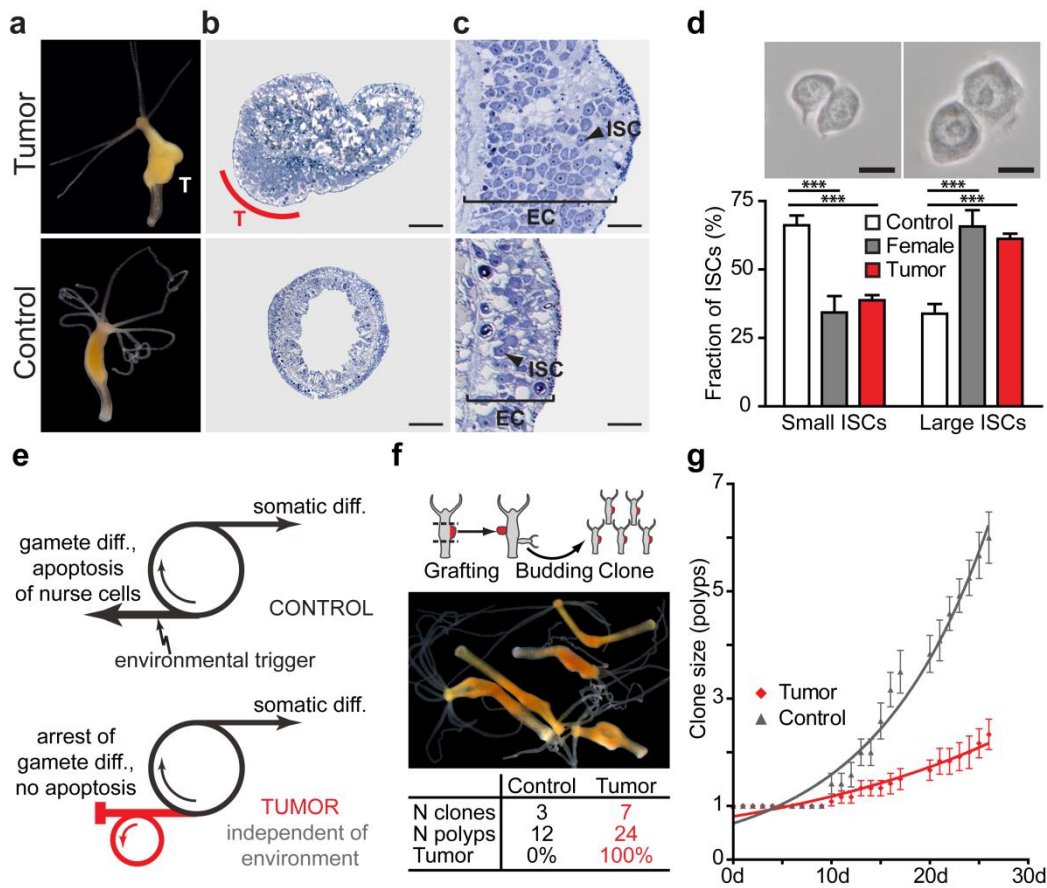 a
b
c
d
Tumor
T
T
ISC
EC
Control
ISC
EC
***
***
***
***
Fraction of ISCs (%)
75
50
25
0
Control
Female
Tumor
Small ISCs
Large ISCs
e
somatic diff.
gamete diff.,
apoptosis
of nurse cells
CONTROL
environmental trigger
somatic diff.
arrest of
gamete diff.,
no apoptosis
TUMOR
independent of
environment
f
Grafting
Budding
Clone
Control Tumor
N clones 3 7
N polyps 12 24
Tumor 0% 100%
g
Clone size (polyps)
7
5
3
1
0
Tumor
Control
0d
10d
20d
30d